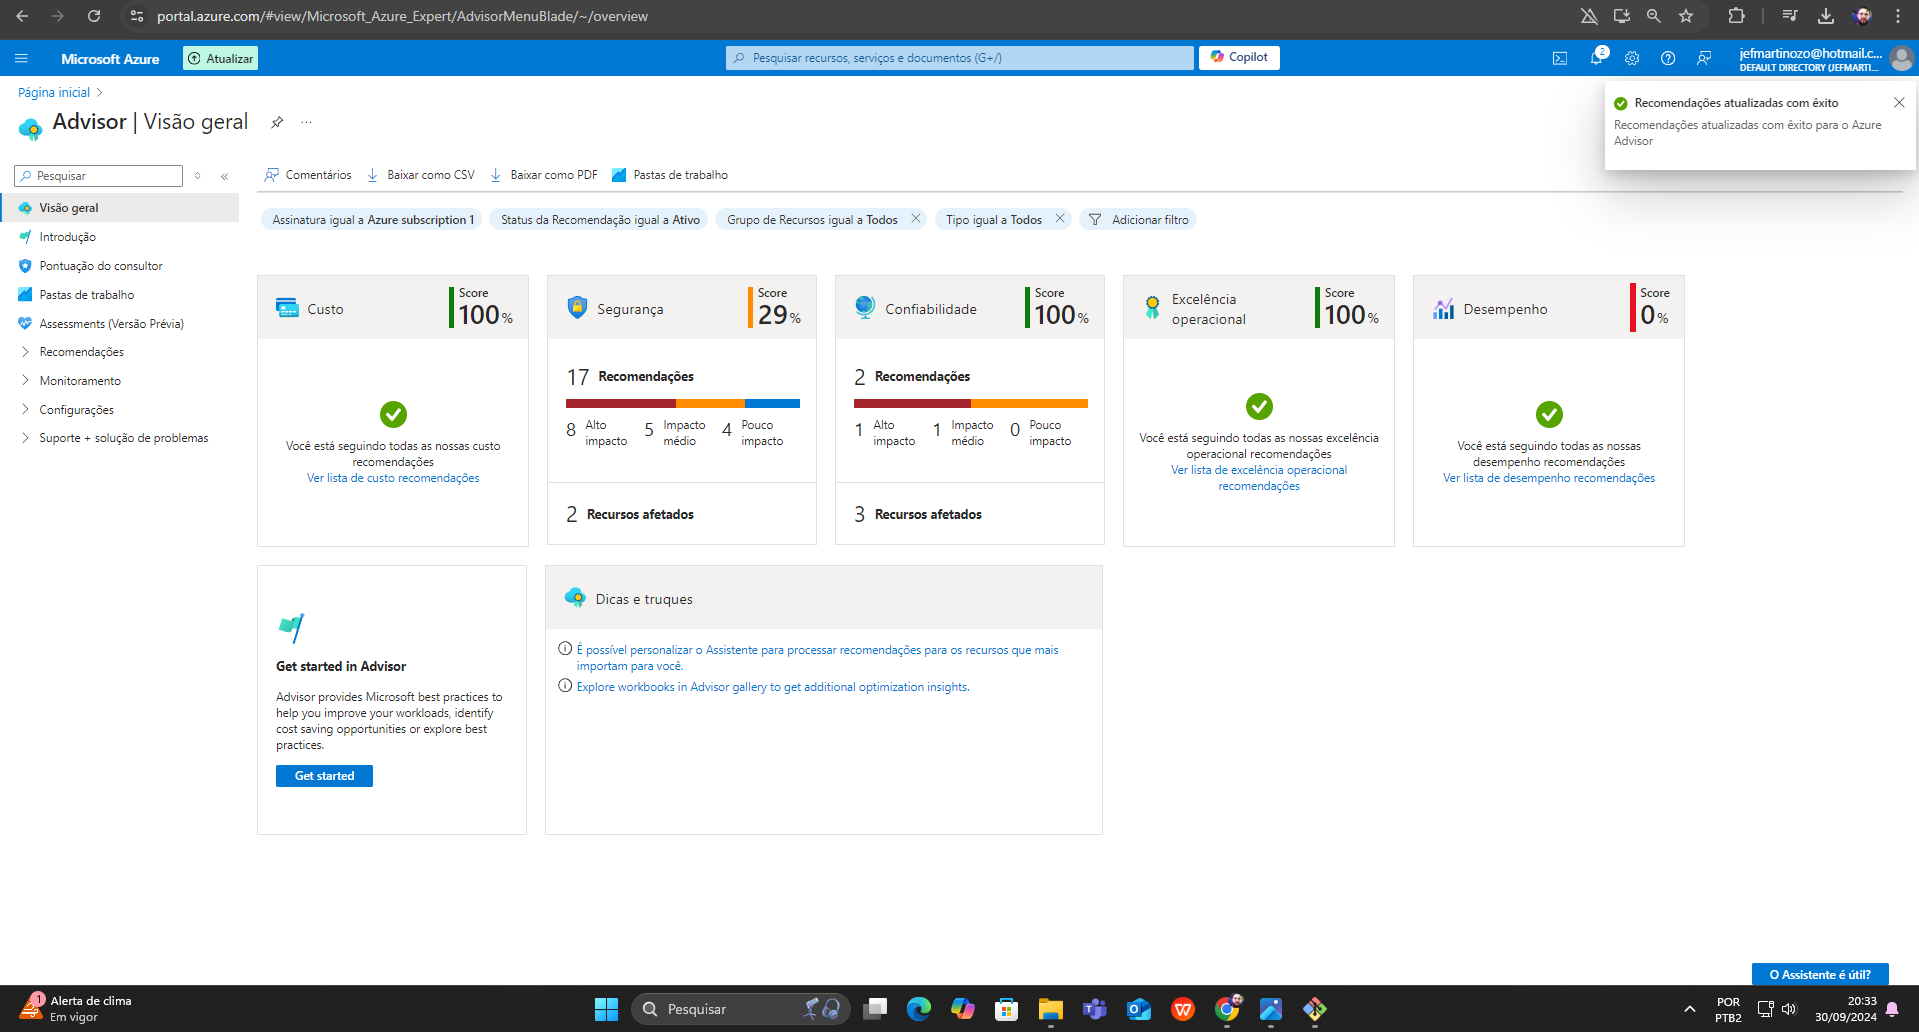 portal.azure.com/#view/Microsoft_Azure_Expert/AdvisorMenuBlade/~/overview
Microsoft Azure
Atualizar
Pesquisar recursos, serviços e documentos (G+/)
Copilot
2
jefmartinozo@hotmail.c...
DEFAULT DIRECTORY (JEFMARTI...
Página inicial
Advisor | Visão geral
...
Recomendações atualizadas com êxito
Recomendações atualizadas com êxito para o Azure
Advisor
Pesquisar
Comentários
Baixar como CSV
Baixar como PDF
Pastas de trabalho
Visão geral
Introdução
Pontuação do consultor
Pastas de trabalho
Assessments (Versão Prévia)
Recomendações
Monitoramento
Configurações
Suporte + solução de problemas
Assinatura igual a Azure subscription 1
Status da Recomendação igual a Ativo
Grupo de Recursos igual a Todos
Tipo igual a Todos
Adicionar filtro
Custo
Score
100%
Você está seguindo todas as nossas custo
recomendações
Ver lista de custo recomendações
Segurança
Score
29%
17 Recomendações
8 Alto impacto
5 Impacto médio
4 Pouco impacto
2 Recursos afetados
Confiabilidade
Score
100%
2 Recomendações
1 Alto impacto
1 Impacto médio
0 Pouco impacto
3 Recursos afetados
Excelência
operacional
Score
100%
Você está seguindo todas as nossas excelência
operacional recomendações
Ver lista de excelência operacional
recomendações
Desempenho
Score
0%
Você está seguindo todas as nossas
desempenho recomendações
Ver lista de desempenho recomendações
Get started in Advisor
Advisor provides Microsoft best practices to
help you improve your workloads, identify
cost saving opportunities or explore best
practices.
Get started
Dicas e truques
É possível personalizar o Assistente para processar recomendações para os recursos que mais
importam para você.
Explore workbooks in Advisor gallery to get additional optimization insights.
O Assistente é útil?
1
Alerta de clima
Em vigor
Pesquisar
POR
PTB2
20:33
30/09/2024